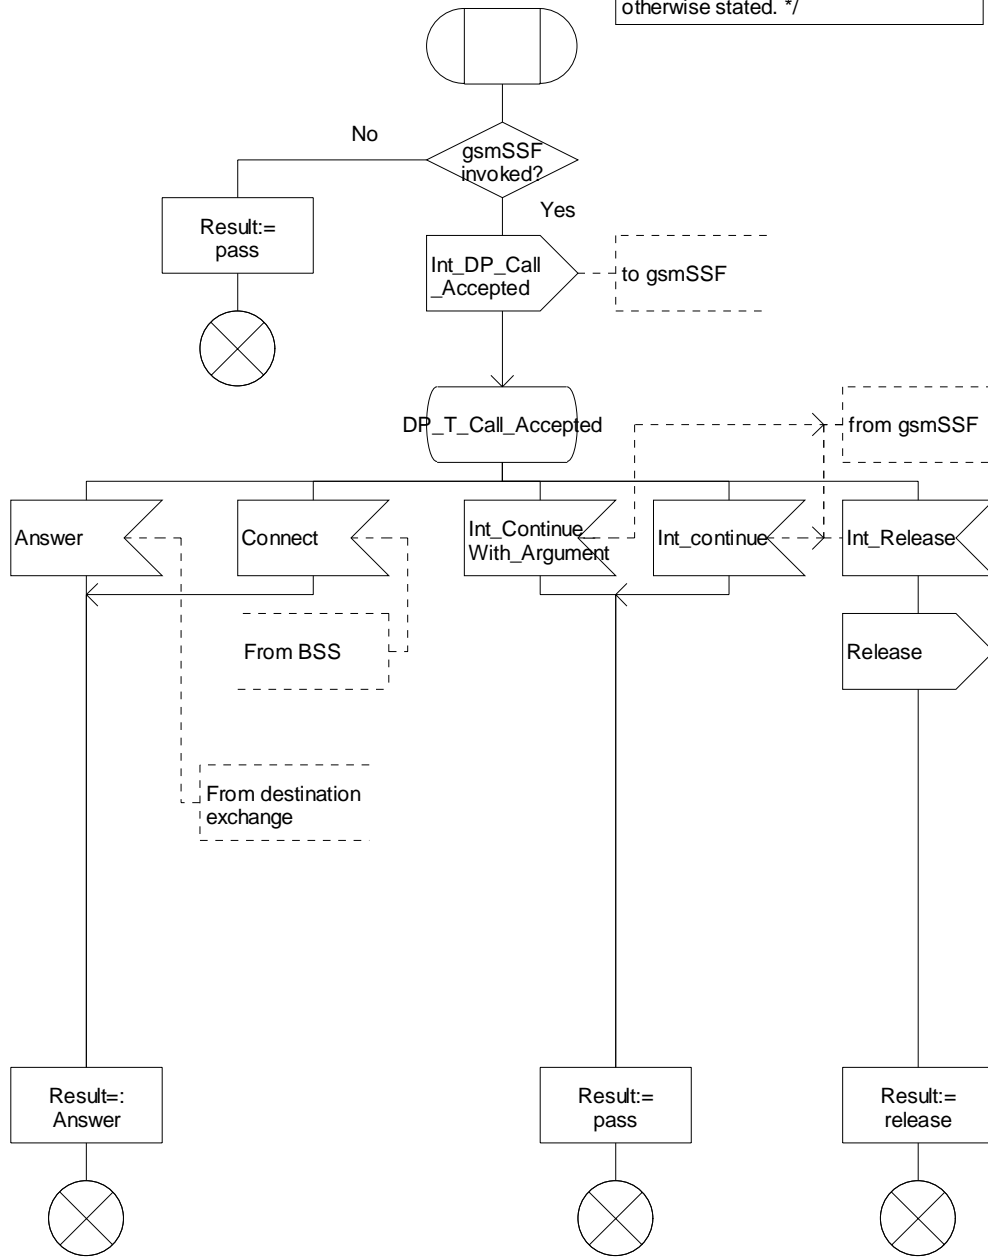 otherwise stated. */
No
gsmSSF
invoked?
Yes
Result:=
pass
Int_DP_Call
_Accepted
to gsmSSF
DP_T_Call_Accepted
from gsmSSF
Answer
Connect
Int_Continue
With_Argument
Int_continue
Int_Release
From BSS
Release
From destination
exchange
Result=:
Answer
Result:=
pass
Result:=
release